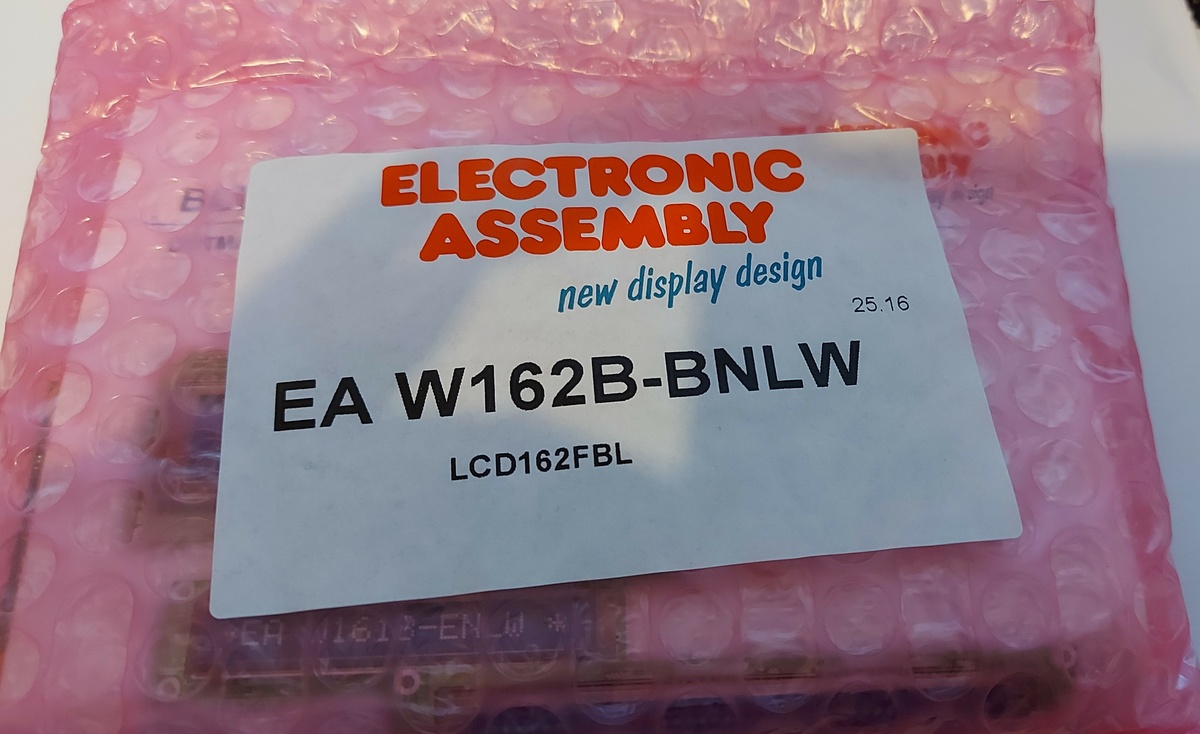 ELECTRONIC
ASSEMBLY
new display design
25.16
EA W162B-BNLW
LCD162FBL